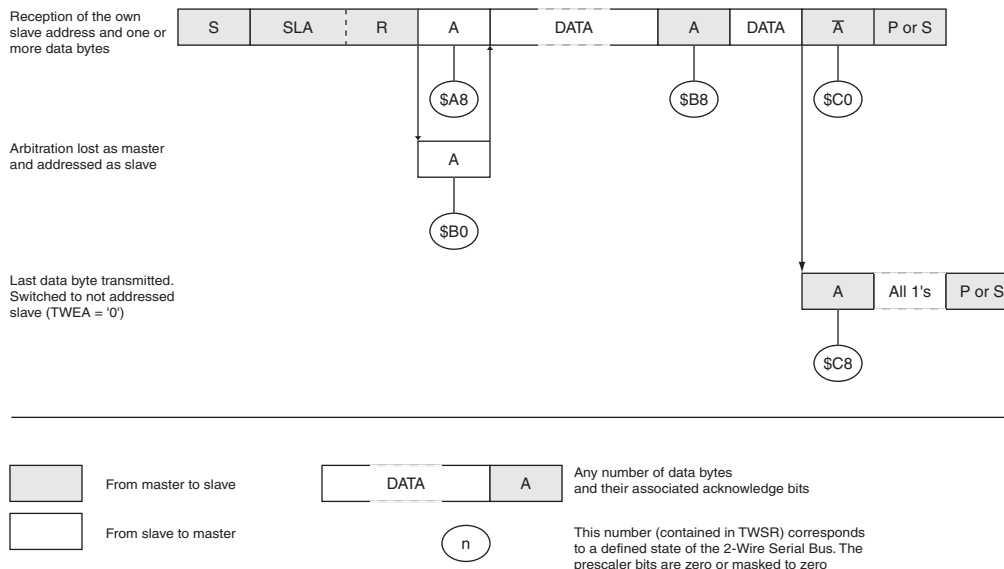 Reception of the own
slave address and one or
more data bytes
S SLA R A DATA A DATA A̅ P or S
$A8 $B8 $C0
Arbitration lost as master
and addressed as slave
A
$B0
Last data byte transmitted.
Switched to not addressed
slave (TWEA = '0')
A All 1's P or S
$C8
From master to slave
DATA A
Any number of data bytes
and their associated acknowledge bits
From slave to master
n
This number (contained in TWSR) corresponds
to a defined state of the 2-Wire Serial Bus. The
prescaler bits are zero or masked to zero